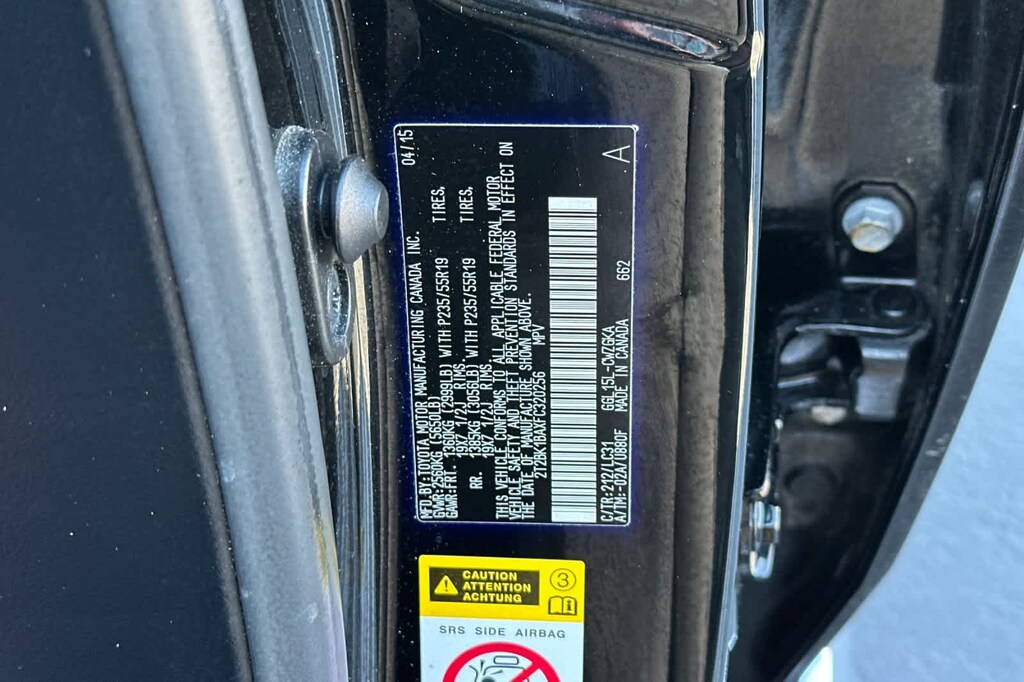 MFD.BY:TOYOTA MOTOR MANUFACTURING CANADA INC. 04/15
GVWR:2560KG (5650LB)
GAWR:FRT. 1360KG (2999LB) WITH P235/55R19 TIRES,
19X7 1/2J RIMS,
RR. 1385KG (3056LB) WITH P235/55R19 TIRES,
19X7 1/2J RIMS,
THIS VEHICLE CONFORMS TO ALL APPLICABLE FEDERAL MOTOR
VEHICLE SAFETY AND THEFT PREVENTION STANDARDS IN EFFECT ON
THE DATE OF MANUFACTURE SHOWN ABOVE.
2T2BK1BAXFC320256 MPV
C/TR:212/LC31 GGL15L-CWZGKA 662 A
A/TM:-02A/U880F MADE IN CANADA
CAUTION
ATTENTION
ACHTUNG
3
SRS SIDE AIRBAG